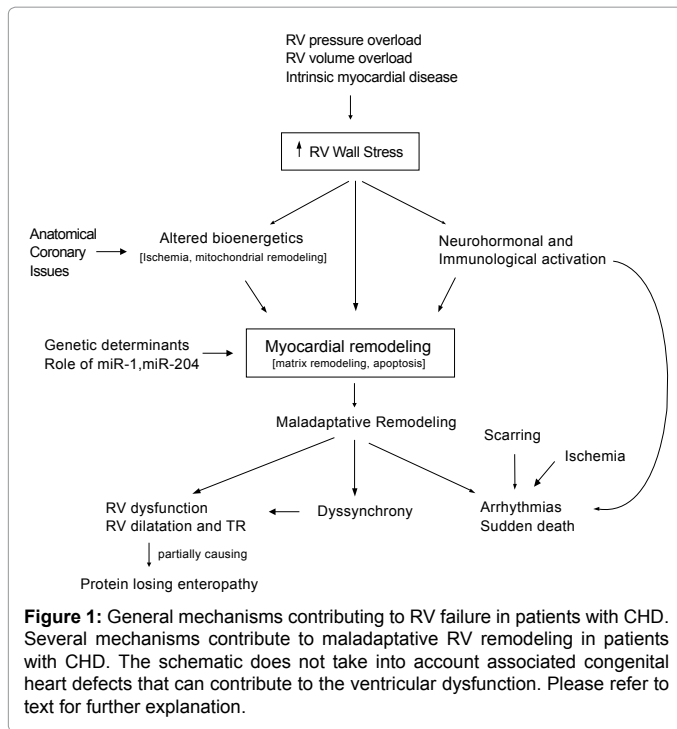 RV pressure overload
RV volume overload
Intrinsic myocardial disease
↑ RV Wall Stress
Anatomical
Coronary
Issues
Altered bioenergetics
[Ischemia, mitochondrial remodeling]
Neurohormonal and
Immunological activation
Genetic determinants
Role of miR-1,miR-204
Myocardial remodeling
[matrix remodeling, apoptosis]
Maladaptative Remodeling
Scarring
Ischemia
RV dysfunction
RV dilatation and TR
Dyssynchrony
Arrhythmias
Sudden death
partially causing
Protein losing enteropathy
Figure 1: General mechanisms contributing to RV failure in patients with CHD.
Several mechanisms contribute to maladaptative RV remodeling in patients
with CHD. The schematic does not take into account associated congenital
heart defects that can contribute to the ventricular dysfunction. Please refer to
text for further explanation.